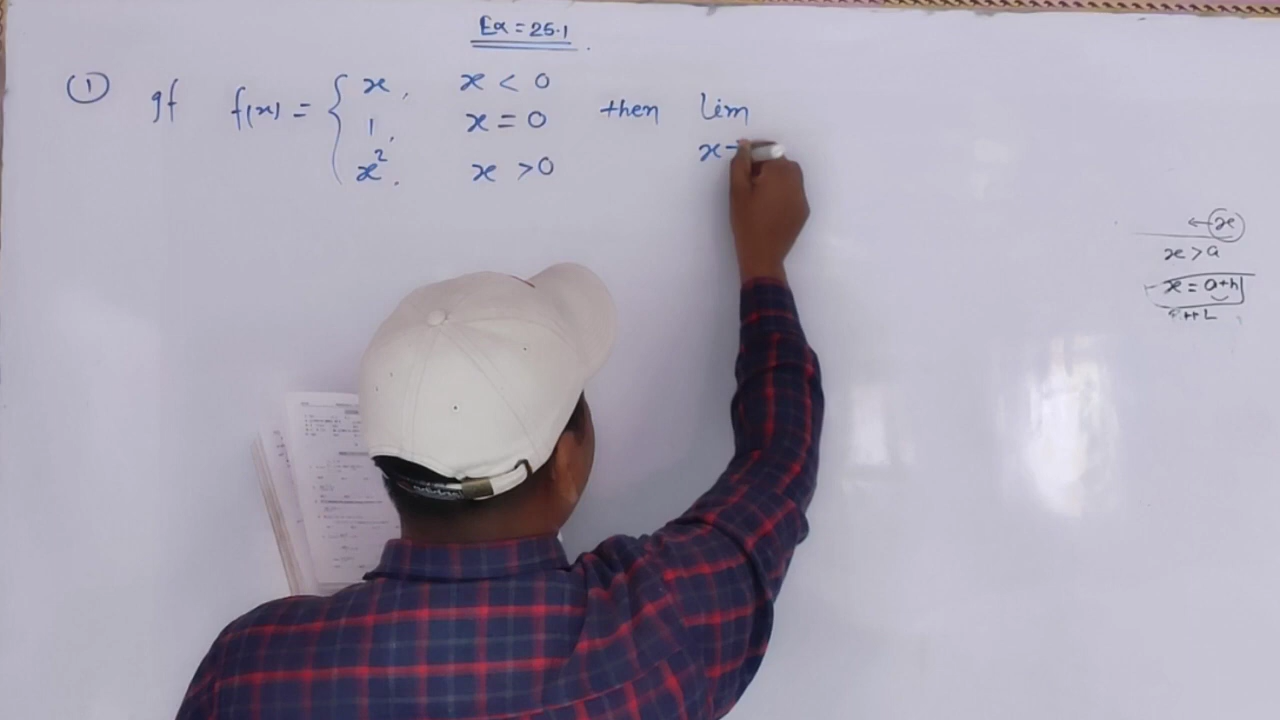 Ex = 25.1
① If f(x) = { x, x < 0
1, x = 0 then lim
x², x > 0 x→
← x
x > a
x = a+h